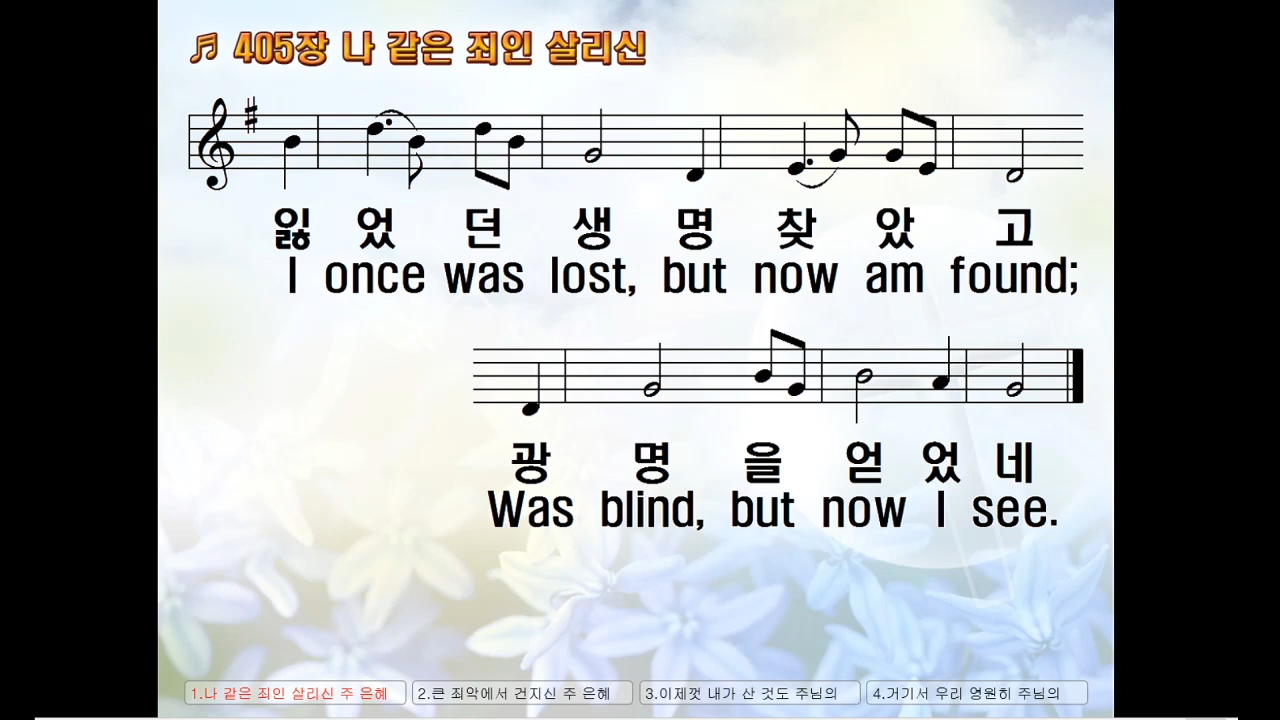 ♬ 405장 나 같은 죄인 살리신
잃 었 던 생 명 찾 았 고
I once was lost, but now am found;
광 명 을 얻 었 네
Was blind, but now I see.
1.나 같은 죄인 살리신 주 은혜 2.큰 죄악에서 건지신 주 은혜 3.이제껏 내가 산 것도 주님의 4.거기서 우리 영원히 주님의